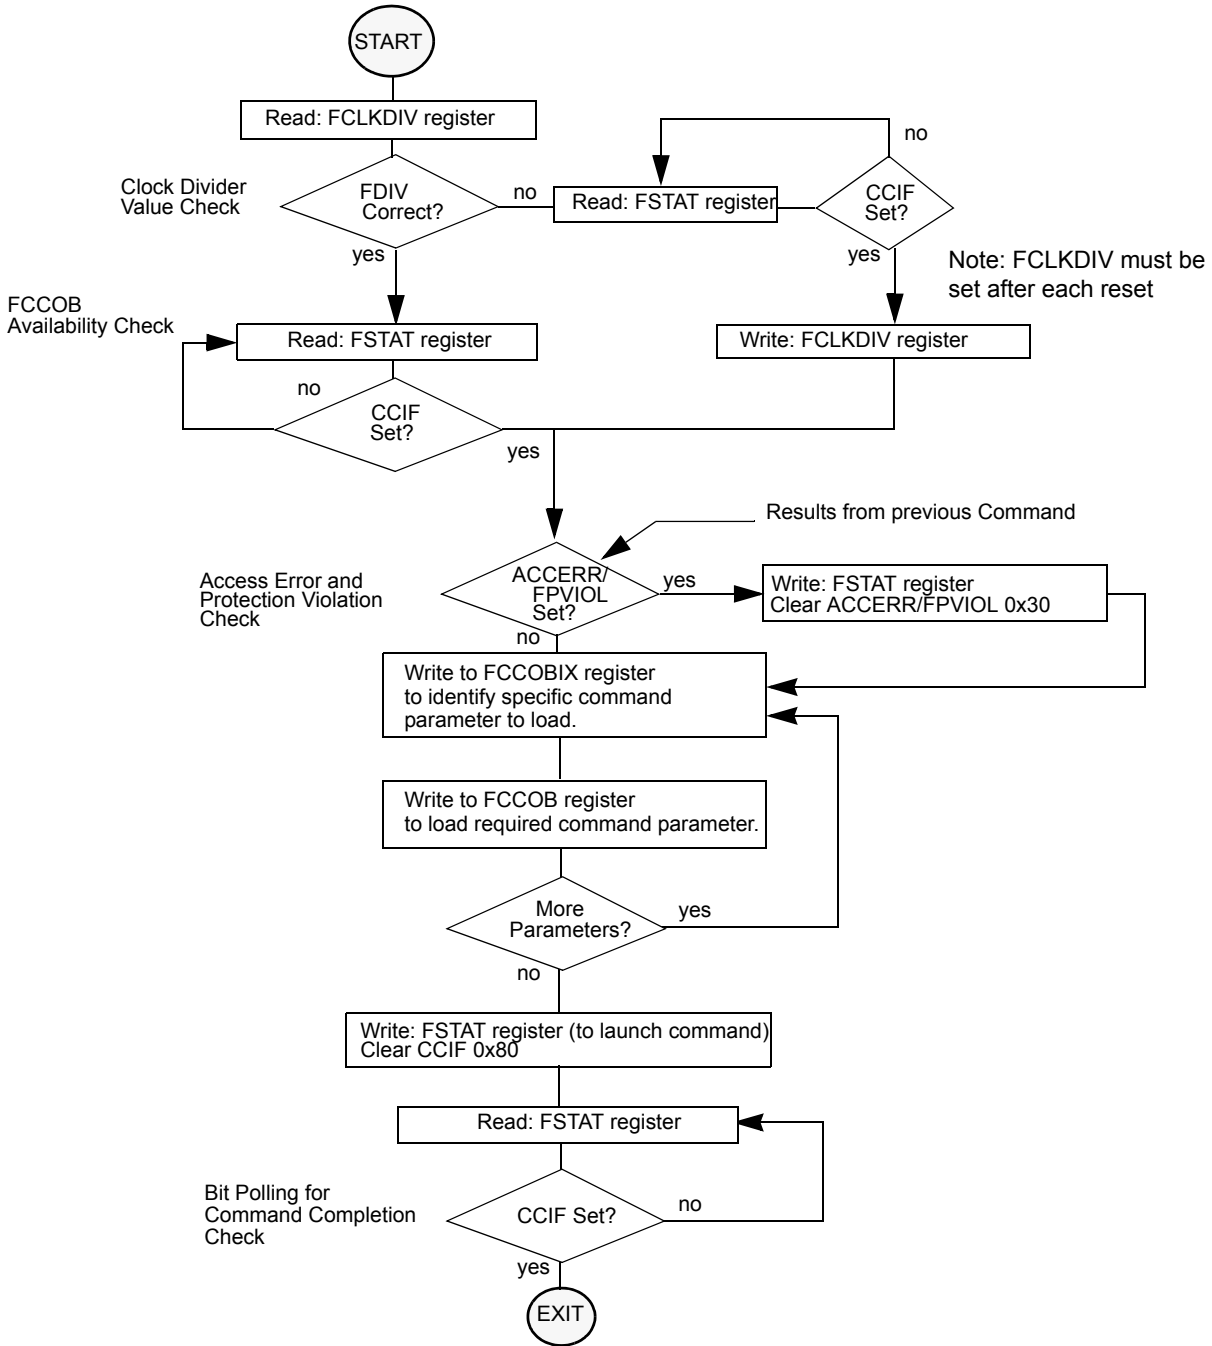 START
Read: FCLKDIV register
no
Clock Divider
Value Check
FDIV
Correct?
no
Read: FSTAT register
CCIF
Set?
yes
yes
Note: FCLKDIV must be
set after each reset
FCCOB
Availability Check
Read: FSTAT register
Write: FCLKDIV register
no
CCIF
Set?
yes
Results from previous Command
Access Error and
Protection Violation
Check
ACCERR/
FPVIOL
Set?
yes
Write: FSTAT register
Clear ACCERR/FPVIOL 0x30
no
Write to FCCOBIX register
to identify specific command
parameter to load.
Write to FCCOB register
to load required command parameter.
More
Parameters?
yes
no
Write: FSTAT register (to launch command)
Clear CCIF 0x80
Read: FSTAT register
Bit Polling for
Command Completion
Check
CCIF Set?
no
yes
EXIT